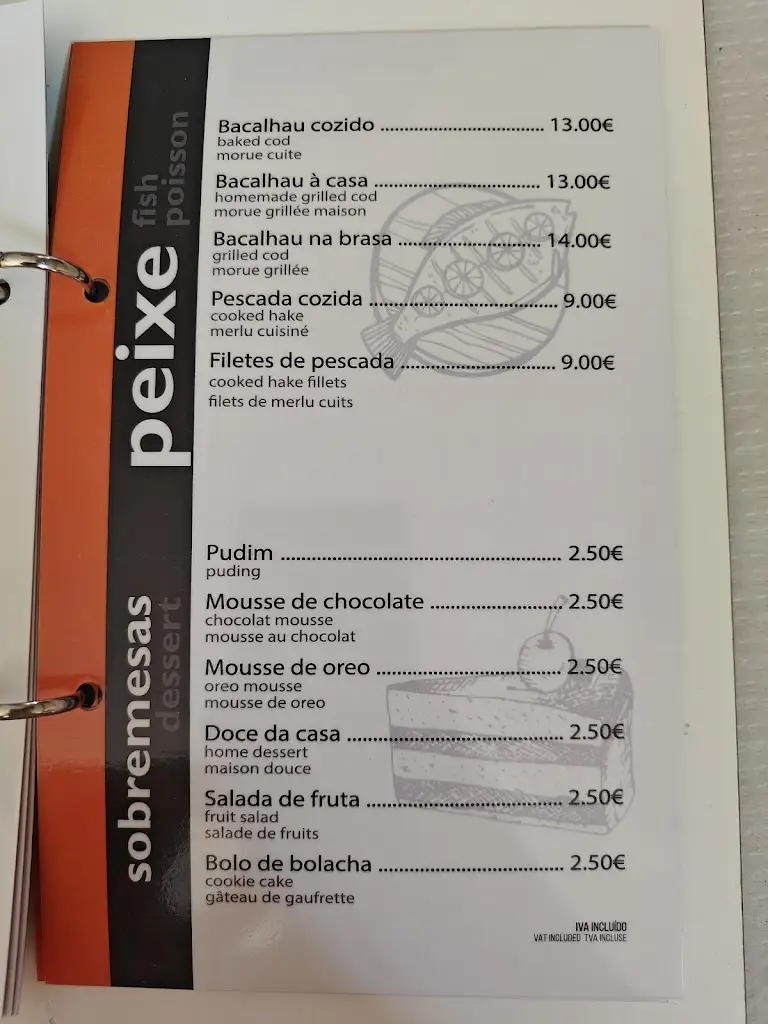 peixe
fish
poisson
Bacalhau cozido ............................ 13.00€
baked cod
morue cuite
Bacalhau à casa ............................ 13.00€
homemade grilled cod
morue grillée maison
Bacalhau na brasa ........................ 14.00€
grilled cod
morue grillée
Pescada cozida ................................ 9.00€
cooked hake
merlu cuisiné
Filetes de pescada .......................... 9.00€
cooked hake fillets
filets de merlu cuits
sobremesas
dessert
Pudim ............................................... 2.50€
puding
Mousse de chocolate ...................... 2.50€
chocolat mousse
mousse au chocolat
Mousse de oreo ............................... 2.50€
oreo mousse
mousse de oreo
Doce da casa .................................... 2.50€
home dessert
maison douce
Salada de fruta ................................. 2.50€
fruit salad
salade de fruits
Bolo de bolacha ............................... 2.50€
cookie cake
gâteau de gaufrette
IVA INCLUÍDO
VAT INCLUDED TVA INCLUSE